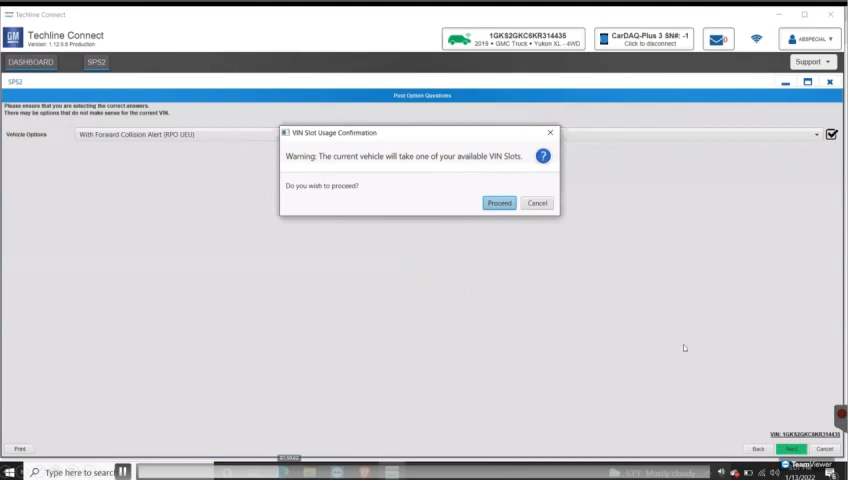 Techline Connect
GM
Techline Connect
Version: 1.12.0.8 Production
1GKS2GKC6KR314435
2019 • GMC Truck • Yukon XL - 4WD
CarDAQ-Plus 3 SN#: -1
Click to disconnect
0
ABSPECIAL
DASHBOARD
SPS2
Support
SPS2
Print Option Questions
Please ensure that you are selecting the correct answers.
There may be options that do not make sense for the current VIN.
Vehicle Options
With Forward Collision Alert (RPO UEU)
VIN Slot Usage Confirmation
Warning: The current vehicle will take one of your available VIN Slots.
Do you wish to proceed?
Proceed
Cancel
VIN: 1GKS2GKC6KR314435
Print
Back
Next
Cancel
Type here to search
Mostly cloudy
TeamViewer
1/13/2022